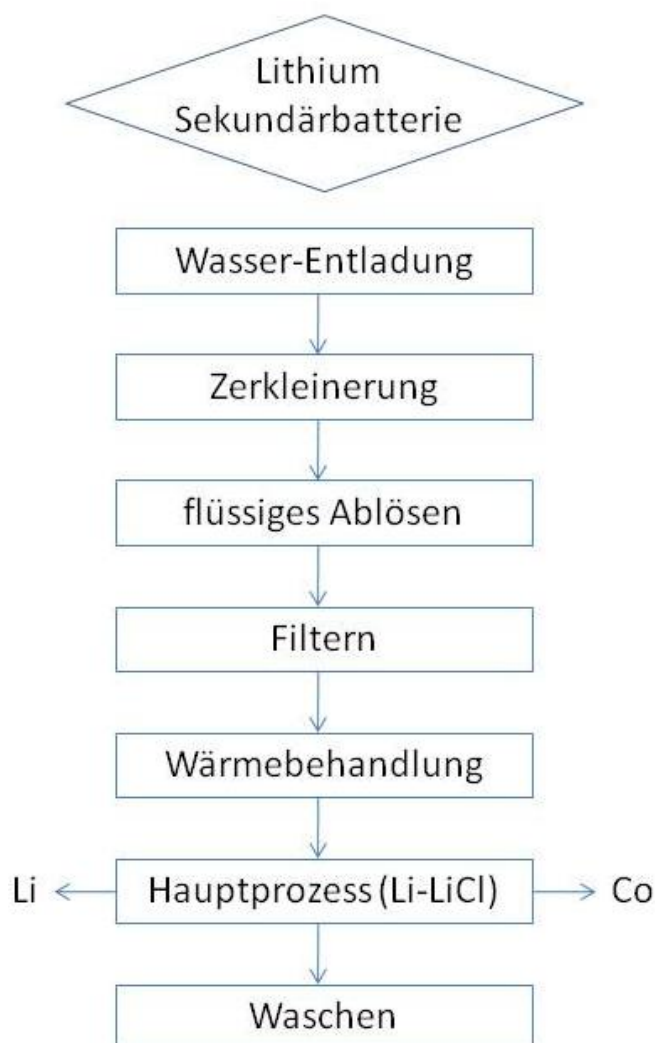 Lithium
Sekundärbatterie
Wasser-Entladung
Zerkleinerung
flüssiges Ablösen
Filtern
Wärmebehandlung
Li
Hauptprozess (Li-LiCl)
Co
Waschen